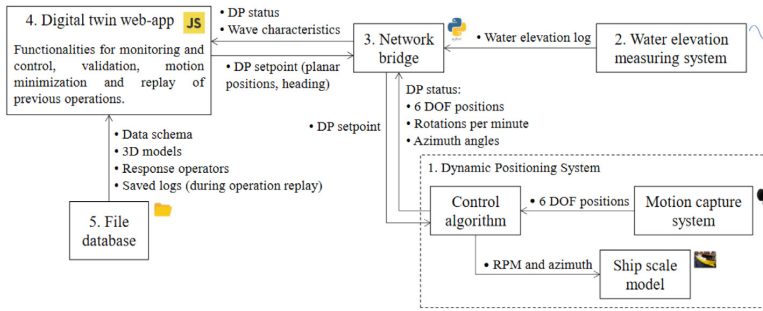 4. Digital twin web-app
JS
Functionalities for monitoring and
control, validation, motion
minimization and replay of
previous operations.
• DP status
• Wave characteristics
• DP setpoint (planar
positions, heading)
3. Network
bridge
python
• Water elevation log
2. Water elevation
measuring system
• DP setpoint
DP status:
• 6 DOF positions
• Rotations per minute
• Azimuth angles
• Data schema
• 3D models
• Response operators
• Saved logs (during operation replay)
5. File
database
1. Dynamic Positioning System
Control
algorithm
• 6 DOF positions
Motion capture
system
• RPM and azimuth
Ship scale
model